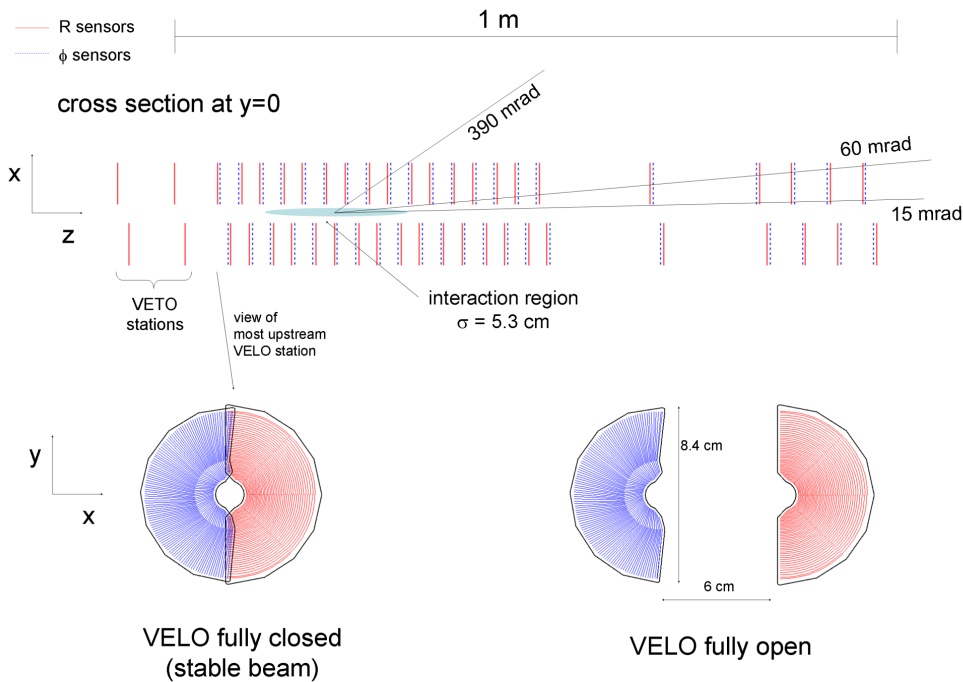 1 m
R sensors
ϕ sensors
cross section at y=0
390 mrad
60 mrad
15 mrad
x
z
VETO
stations
view of
most upstream
VELO station
interaction region
σ = 5.3 cm
y
x
8.4 cm
6 cm
VELO fully closed
(stable beam)
VELO fully open